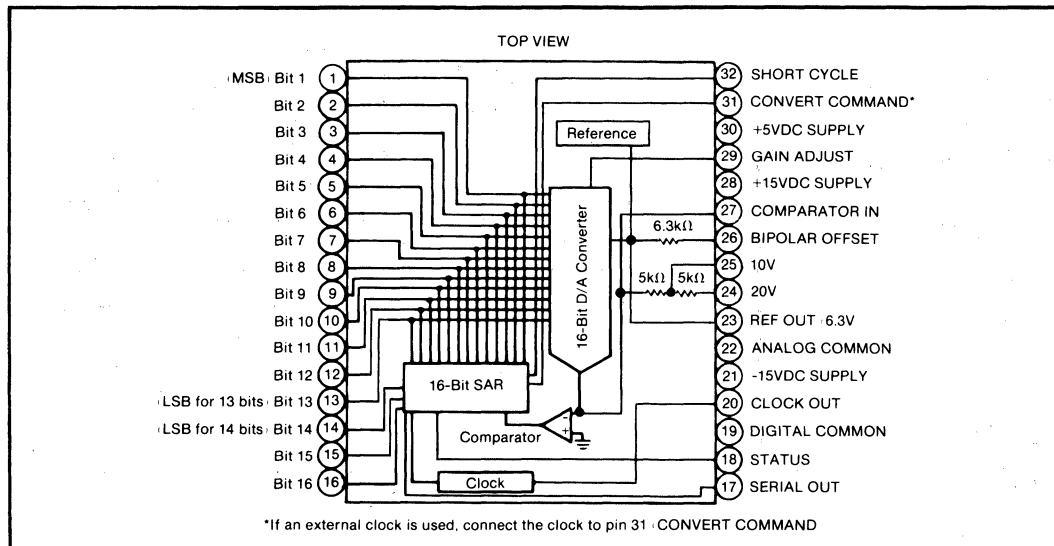 TOP VIEW
(MSB) Bit 1 1
Bit 2 2
Bit 3 3
Bit 4 4
Bit 5 5
Bit 6 6
Bit 7 7
Bit 8 8
Bit 9 9
Bit 10 10
Bit 11 11
Bit 12 12
(LSB for 13 bits) Bit 13 13
(LSB for 14 bits) Bit 14 14
Bit 15 15
Bit 16 16
Reference
16-Bit D/A Converter
6.3kΩ
5kΩ 5kΩ
16-Bit SAR
Comparator
- +
Clock
32 SHORT CYCLE
31 CONVERT COMMAND*
30 +5VDC SUPPLY
29 GAIN ADJUST
28 +15VDC SUPPLY
27 COMPARATOR IN
26 BIPOLAR OFFSET
25 10V
24 20V
23 REF OUT (6.3V
22 ANALOG COMMON
21 -15VDC SUPPLY
20 CLOCK OUT
19 DIGITAL COMMON
18 STATUS
17 SERIAL OUT
*If an external clock is used, connect the clock to pin 31 (CONVERT COMMAND